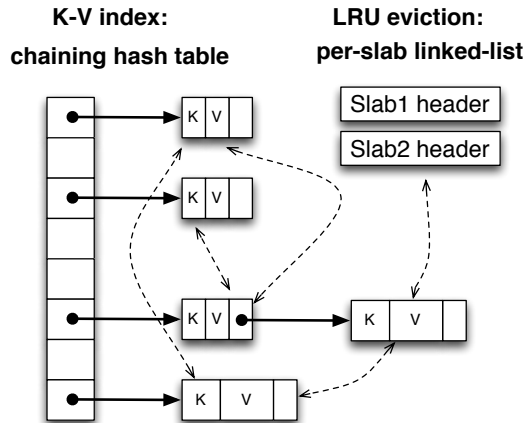 K-V index:
chaining hash table
LRU eviction:
per-slab linked-list
Slab1 header
Slab2 header
K V
K V
K V
K V
K V